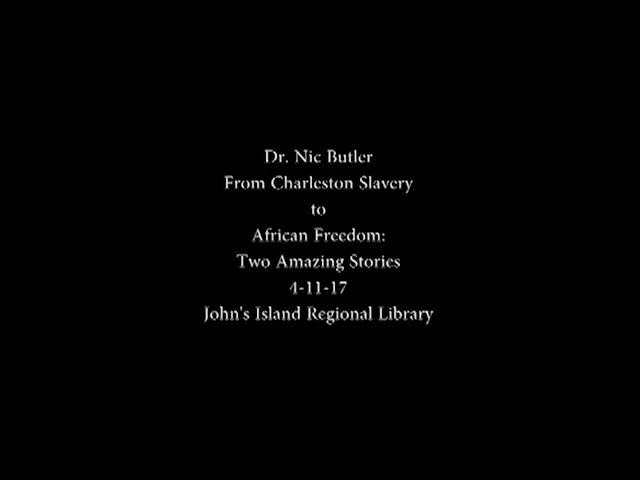 Dr. Nic Butler
From Charleston Slavery
to
African Freedom:
Two Amazing Stories
4-11-17
John's Island Regional Library